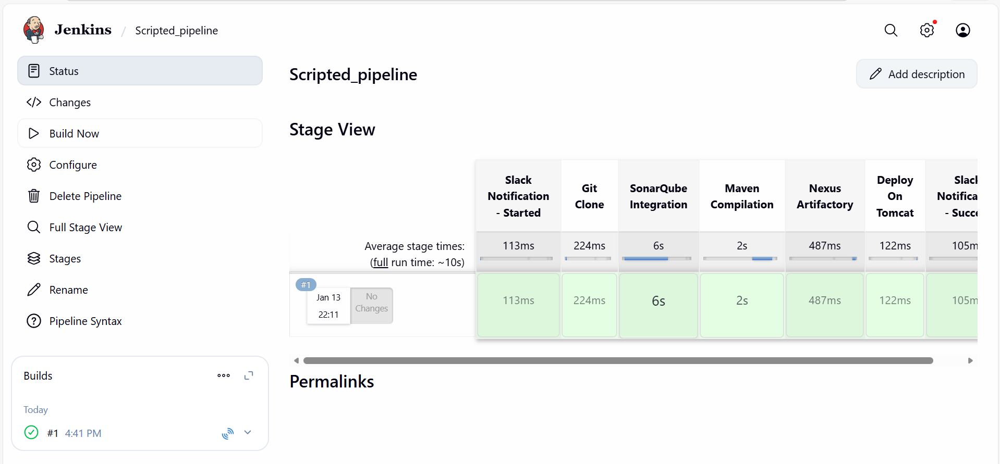 Jenkins / Scripted_pipeline
Status
Changes
Build Now
Configure
Delete Pipeline
Full Stage View
Stages
Rename
Pipeline Syntax
Builds
Today
#1 4:41 PM
Scripted_pipeline
Add description
Stage View
Slack
Notification
- Started
Git
Clone
SonarQube
Integration
Maven
Compilation
Nexus
Artifactory
Deploy
On
Tomcat
Slack
Notifica
- Succe
Average stage times:
(full run time: ~10s)
113ms
224ms
6s
2s
487ms
122ms
105m
#1
Jan 13
22:11
No
Changes
113ms
224ms
6s
2s
487ms
122ms
105m
Permalinks